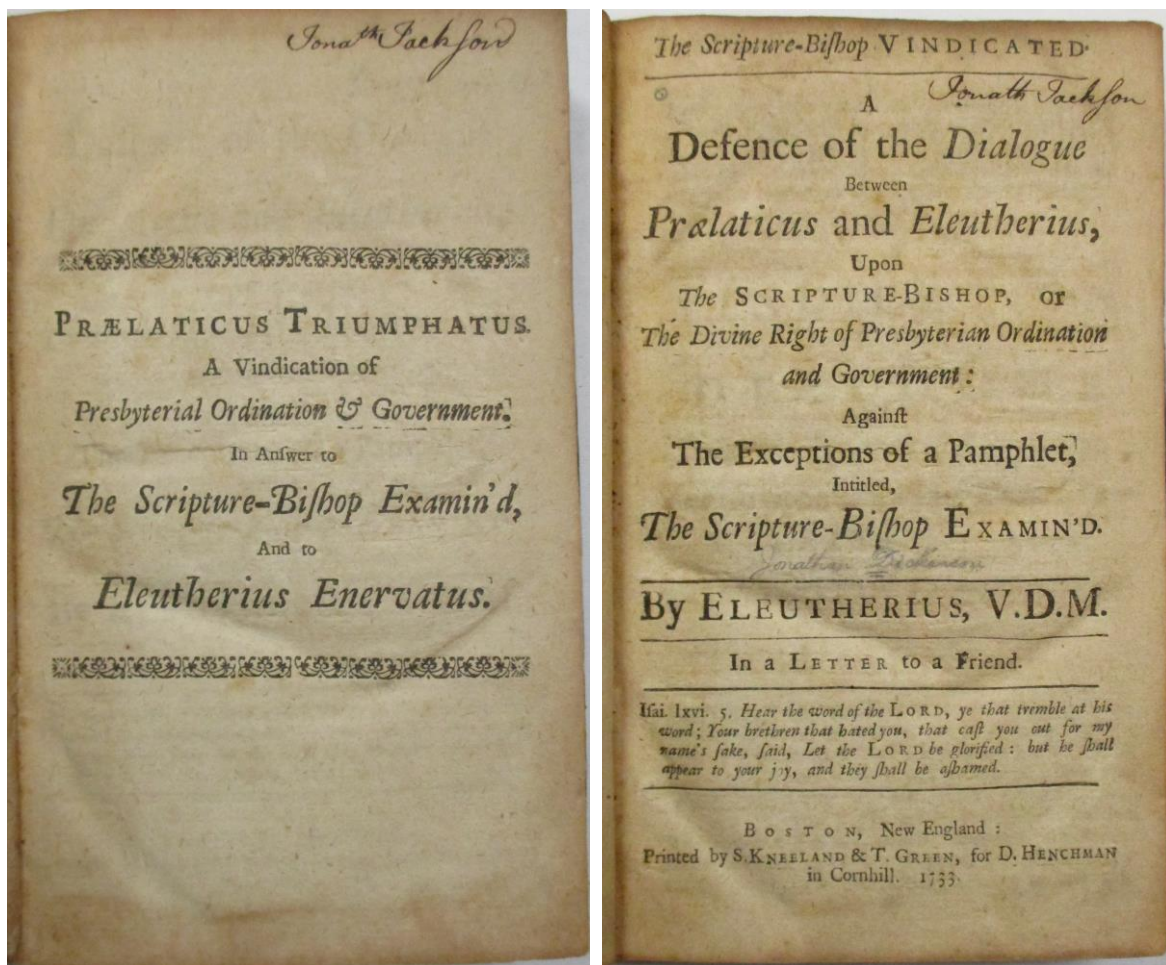 Jonath Jackson
PRÆLATICUS TRIUMPHATUS.
A Vindication of
Presbyterial Ordination & Government.
In Anſwer to
The Scripture-Biſhop Examin'd,
And to
Eleutherius Enervatus.
The Scripture-Biſhop VINDICATED.
Jonath Jackson
A
Defence of the Dialogue
Between
Prælaticus and Eleutherius,
Upon
The SCRIPTURE-BISHOP, or
The Divine Right of Presbyterian Ordination
and Government:
Againſt
The Exceptions of a Pamphlet,
Intitled,
The Scripture-Biſhop EXAMIN'D.
Jonathan Dickinson
By ELEUTHERIUS, V.D.M.
In a LETTER to a Friend.
Iſai. lxvi. 5. Hear the word of the LORD, ye that tremble at his
word; Your brethren that hated you, that caſt you out for my
name's ſake, ſaid, Let the LORD be glorified: but he ſhall
appear to your joy, and they ſhall be aſhamed.
BOSTON, New England:
Printed by S. KNEELAND & T. GREEN, for D. HENCHMAN
in Cornhill. 1733.